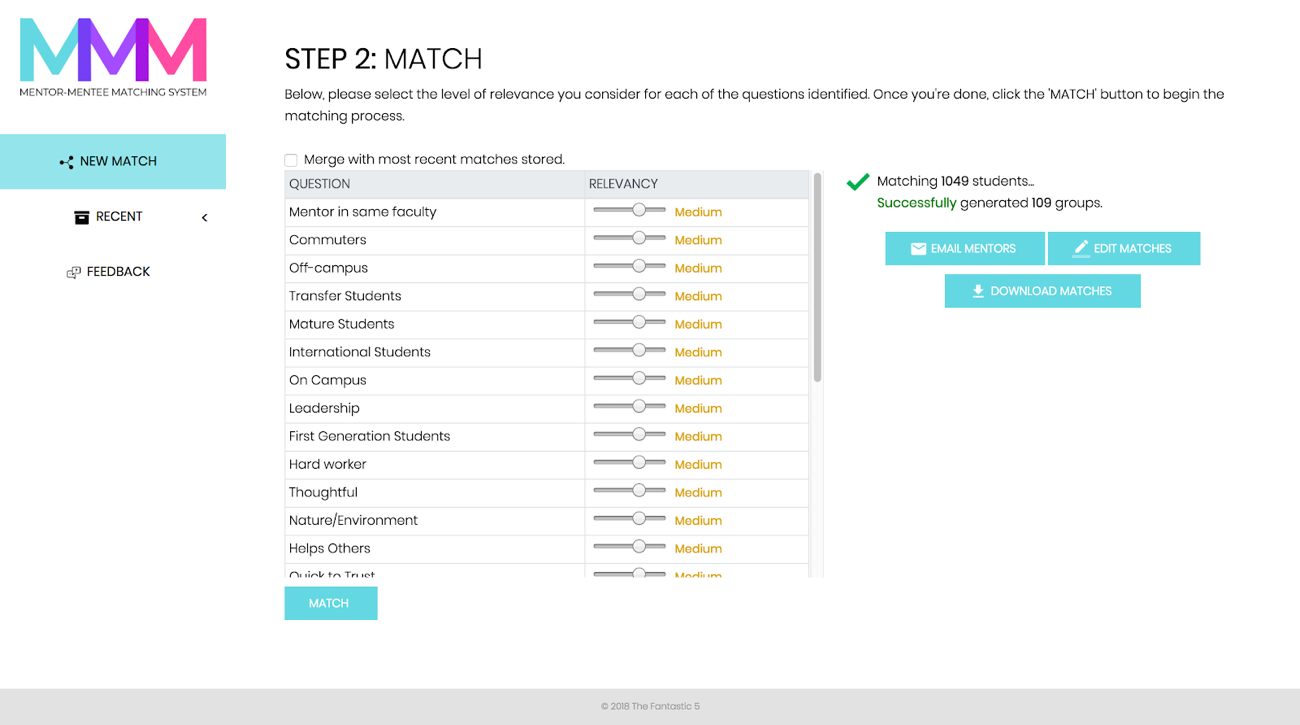 MMM
MENTOR-MENTEE MATCHING SYSTEM
NEW MATCH
RECENT
FEEDBACK
STEP 2: MATCH
Below, please select the level of relevance you consider for each of the questions identified. Once you're done, click the 'MATCH' button to begin the
matching process.
Merge with most recent matches stored.
QUESTION RELEVANCY
Mentor in same faculty Medium
Commuters Medium
Off-campus Medium
Transfer Students Medium
Mature Students Medium
International Students Medium
On Campus Medium
Leadership Medium
First Generation Students Medium
Hard worker Medium
Thoughtful Medium
Nature/Environment Medium
Helps Others Medium
Quick to Trust Medium
MATCH
Matching 1049 students...
Successfully generated 109 groups.
EMAIL MENTORS
EDIT MATCHES
DOWNLOAD MATCHES
© 2018 The Fantastic 5